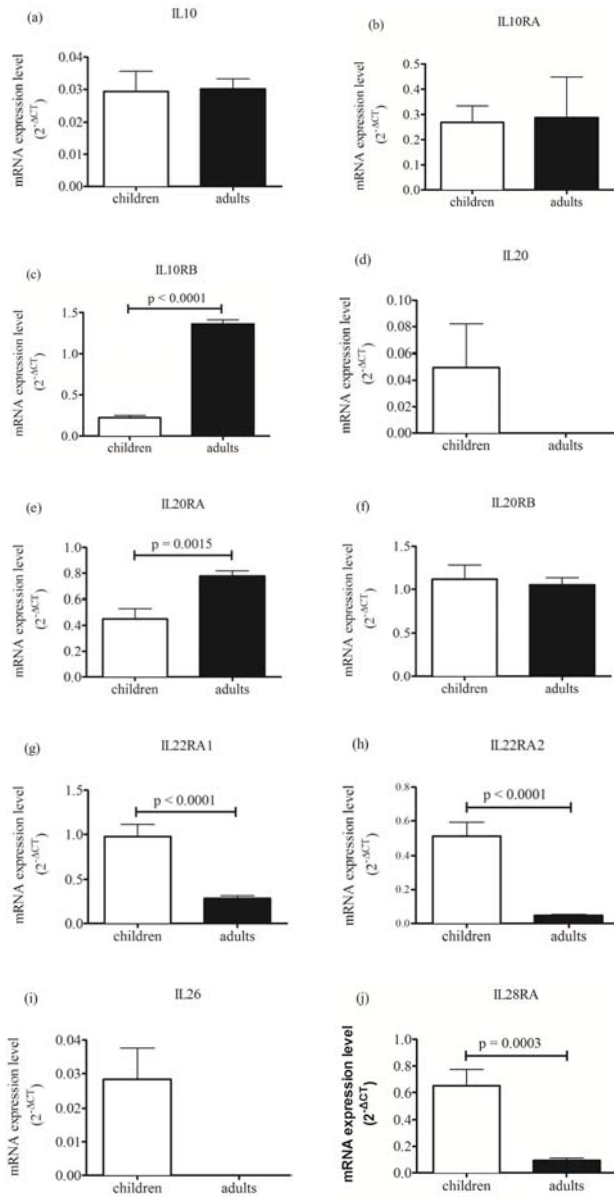 (a) IL10
mRNA expression level
(2^-ΔCT)
0.04
0.03
0.02
0.01
0.00
children adults
(b) IL10RA
mRNA expression level
(2^-ΔCT)
0.5
0.4
0.3
0.2
0.1
0.0
children adults
(c) IL10RB
p < 0.0001
mRNA expression level
(2^-ΔCT)
1.5
1.0
0.5
0.0
children adults
(d) IL20
mRNA expression level
(2^-ΔCT)
0.10
0.08
0.06
0.04
0.02
0.00
children adults
(e) IL20RA
p = 0.0015
mRNA expression level
(2^-ΔCT)
1.0
0.8
0.6
0.4
0.2
0.0
children adults
(f) IL20RB
mRNA expression level
(2^-ΔCT)
1.5
1.0
0.5
0.0
children adults
(g) IL22RA1
p < 0.0001
mRNA expression level
(2^-ΔCT)
1.5
1.0
0.5
0.0
children adults
(h) IL22RA2
p < 0.0001
mRNA expression level
(2^-ΔCT)
0.8
0.6
0.4
0.2
0.0
children adults
(i) IL26
mRNA expression level
(2^-ΔCT)
0.04
0.03
0.02
0.01
0.00
children adults
(j) IL28RA
p = 0.0003
mRNA expression level
(2^-ΔCT)
1.0
0.8
0.6
0.4
0.2
0.0
children adults